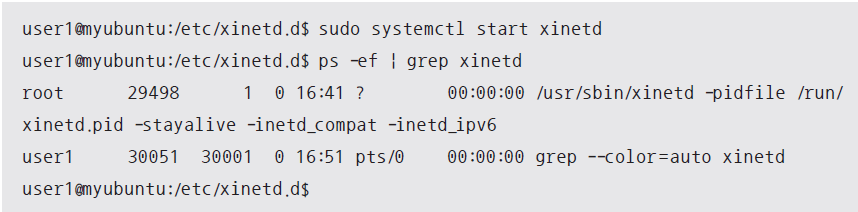 user1@myubuntu:/etc/xinetd.d$ sudo systemctl start xinetd
user1@myubuntu:/etc/xinetd.d$ ps -ef | grep xinetd
root      29498      1  0 16:41 ?        00:00:00 /usr/sbin/xinetd -pidfile /run/
xinetd.pid -stayalive -inetd_compat -inetd_ipv6
user1     30051  30001  0 16:51 pts/0    00:00:00 grep --color=auto xinetd
user1@myubuntu:/etc/xinetd.d$